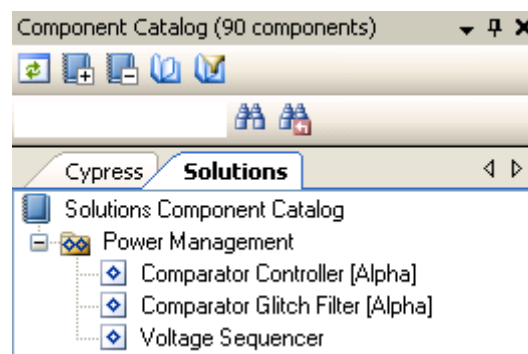 Component Catalog (90 components)
Cypress Solutions
Solutions Component Catalog
Power Management
Comparator Controller [Alpha]
Comparator Glitch Filter [Alpha]
Voltage Sequencer